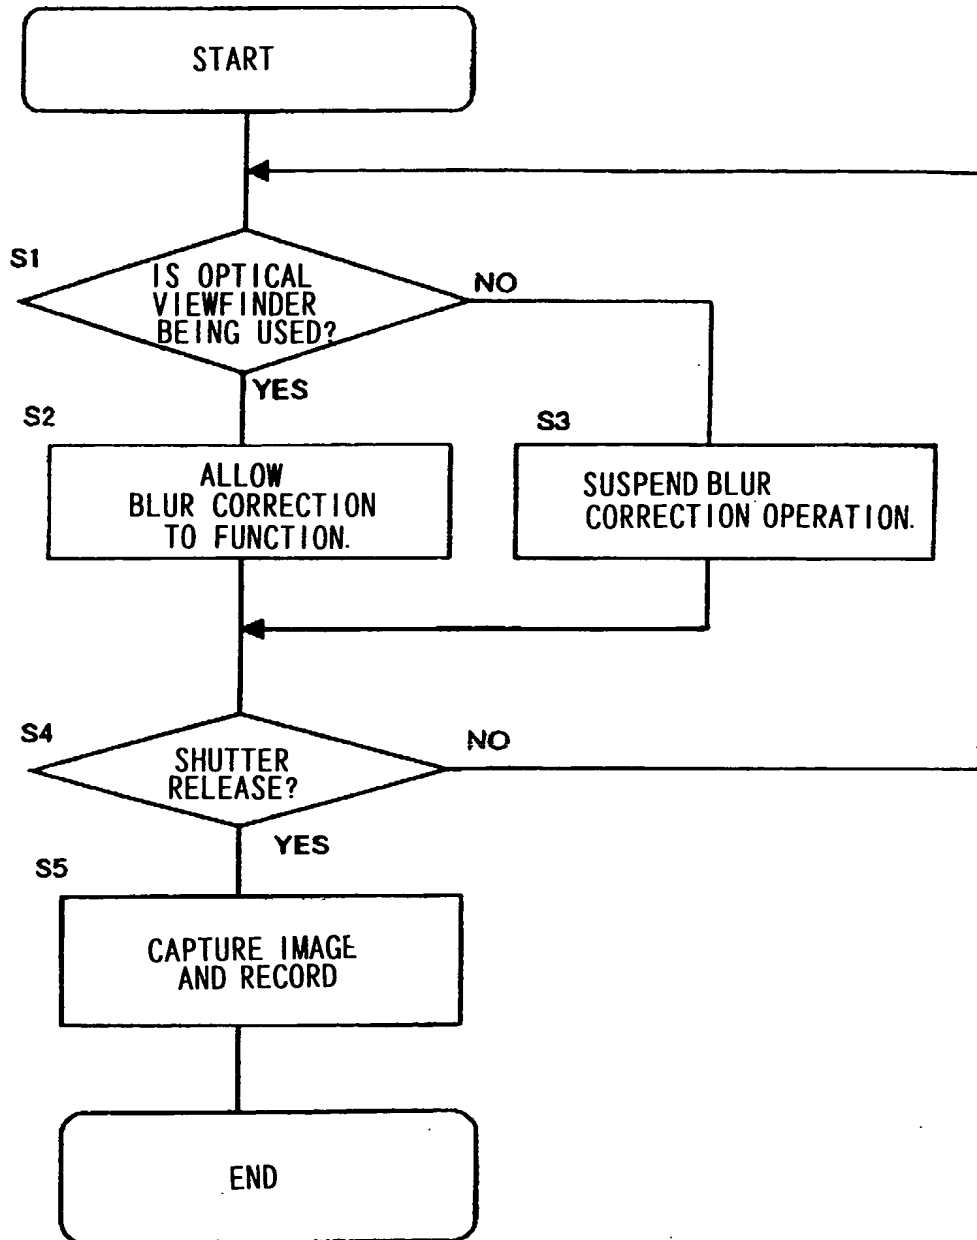 START
S1
IS OPTICAL
VIEWFINDER
BEING USED?
NO
YES
S2
ALLOW
BLUR CORRECTION
TO FUNCTION.
S3
SUSPEND BLUR
CORRECTION OPERATION.
S4
SHUTTER
RELEASE?
NO
YES
S5
CAPTURE IMAGE
AND RECORD
END